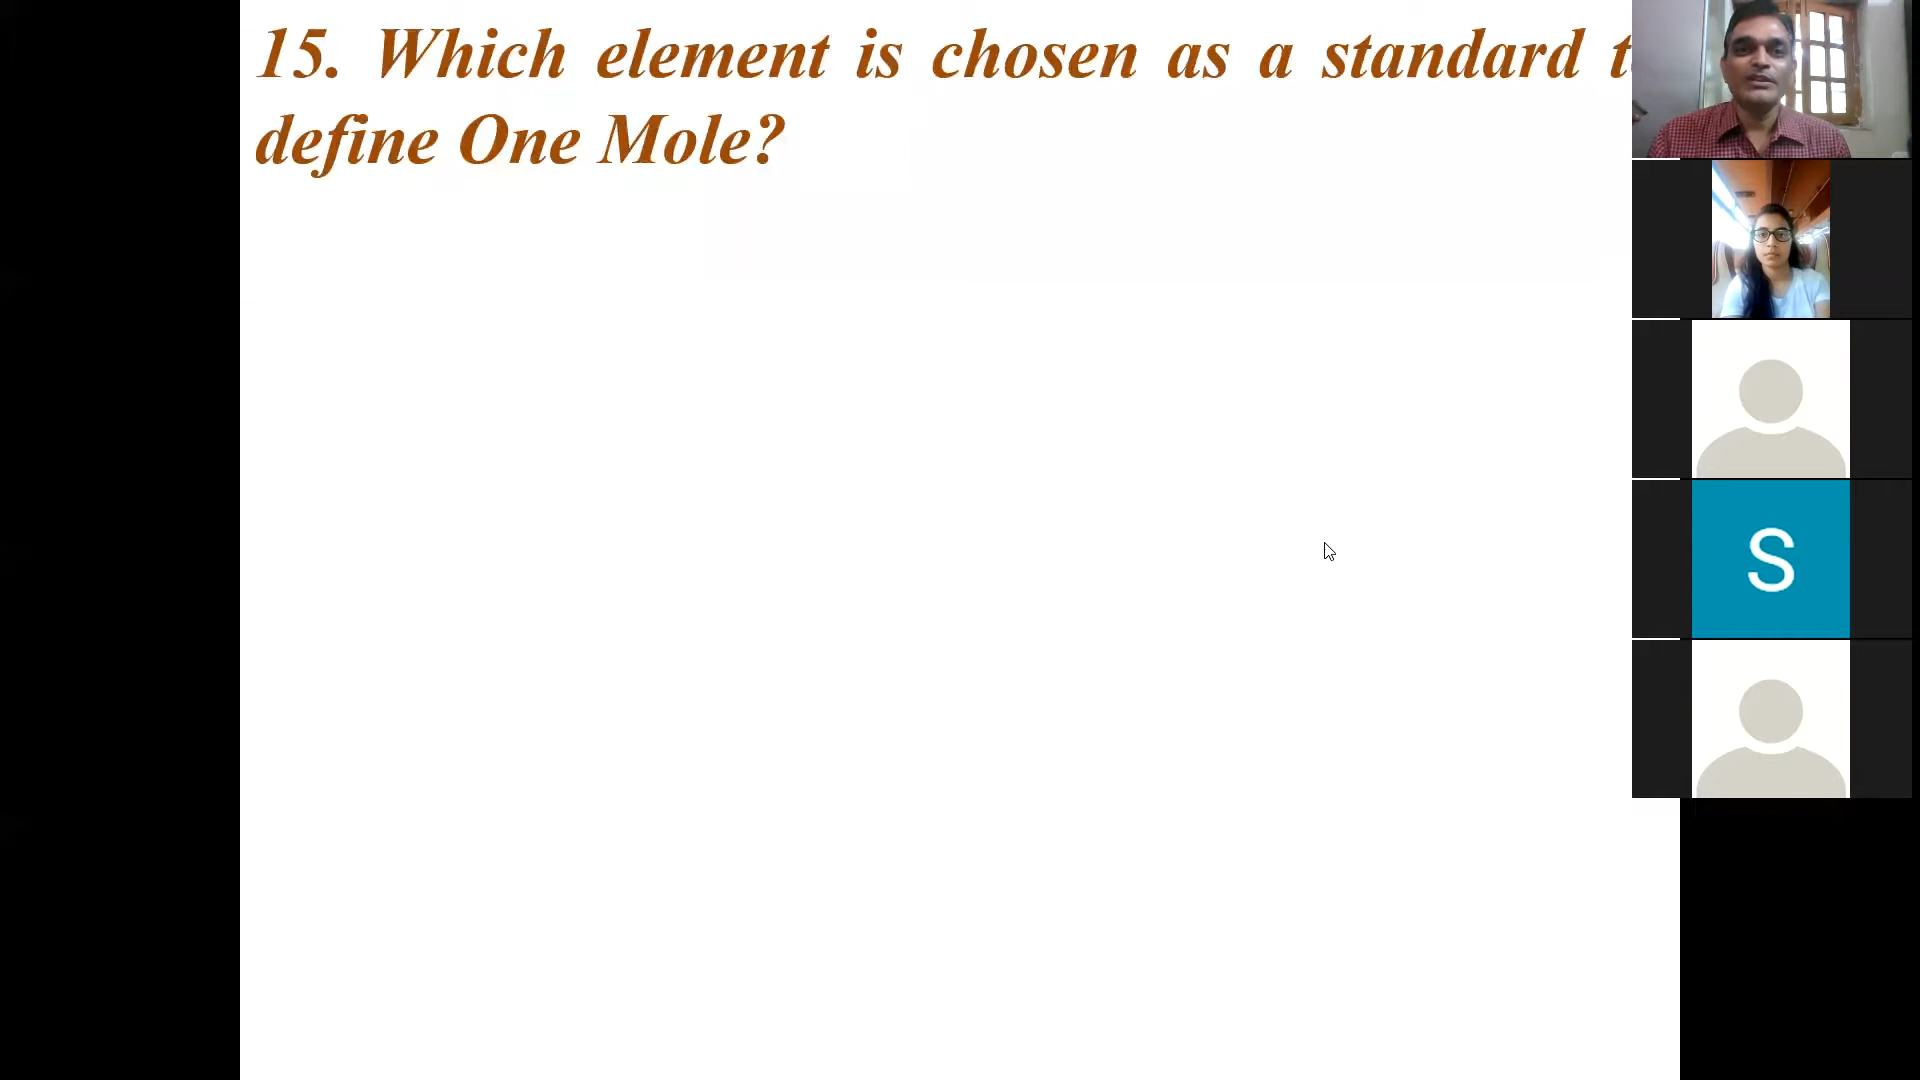 15. Which element is chosen as a standard
define One Mole?
S